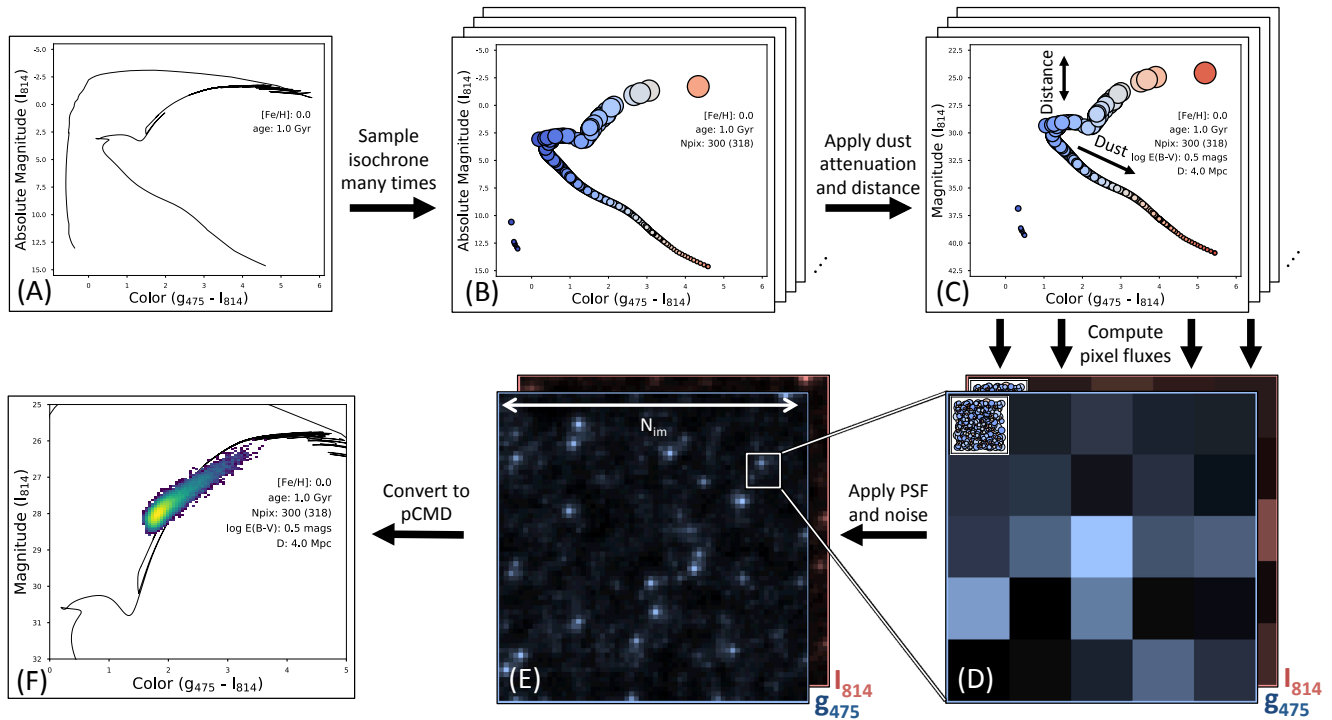 -5.0
-2.5
0.0
2.5
5.0
7.5
10.0
12.5
15.0
Absolute Magnitude (I814)
[Fe/H]: 0.0
age: 1.0 Gyr
0 1 2 3 4 5 6
Color (g475 - I814)
(A)
Sample
isochrone
many times
-5.0
-2.5
0.0
2.5
5.0
7.5
10.0
12.5
15.0
Absolute Magnitude (I814)
[Fe/H]: 0.0
age: 1.0 Gyr
Npix: 300 (318)
0 1 2 3 4 5 6
Color (g475 - I814)
(B)
Apply dust
attenuation
and distance
22.5
25.0
27.5
30.0
32.5
35.0
37.5
40.0
42.5
Magnitude (I814)
Distance
Dust
[Fe/H]: 0.0
age: 1.0 Gyr
Npix: 300 (318)
log E(B-V): 0.5 mags
D: 4.0 Mpc
0 1 2 3 4 5 6
Color (g475 - I814)
(C)
Compute
pixel fluxes
(D)
I814
g475
Apply PSF
and noise
Nim
(E)
I814
g475
Convert to
pCMD
25
26
27
28
29
30
31
32
Magnitude (I814)
[Fe/H]: 0.0
age: 1.0 Gyr
Npix: 300 (318)
log E(B-V): 0.5 mags
D: 4.0 Mpc
0 1 2 3 4 5
Color (g475 - I814)
(F)